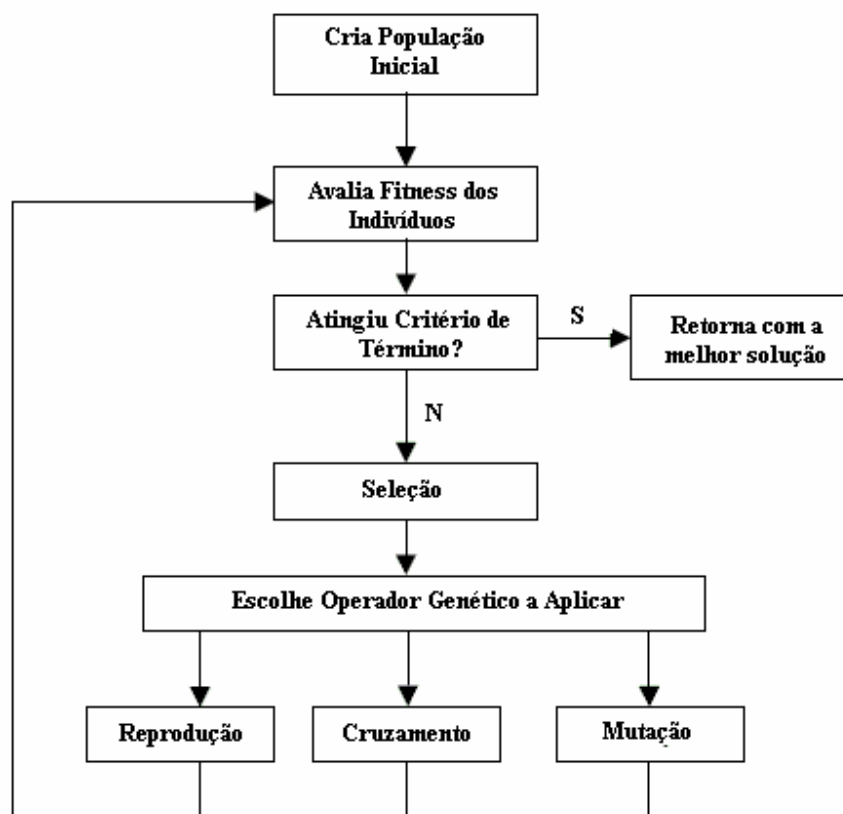 Cria População
Inicial
Avalia Fitness dos
Indivíduos
Atingiu Critério de
Término?
S
Retorna com a
melhor solução
N
Seleção
Escolhe Operador Genético a Aplicar
Reprodução
Cruzamento
Mutação